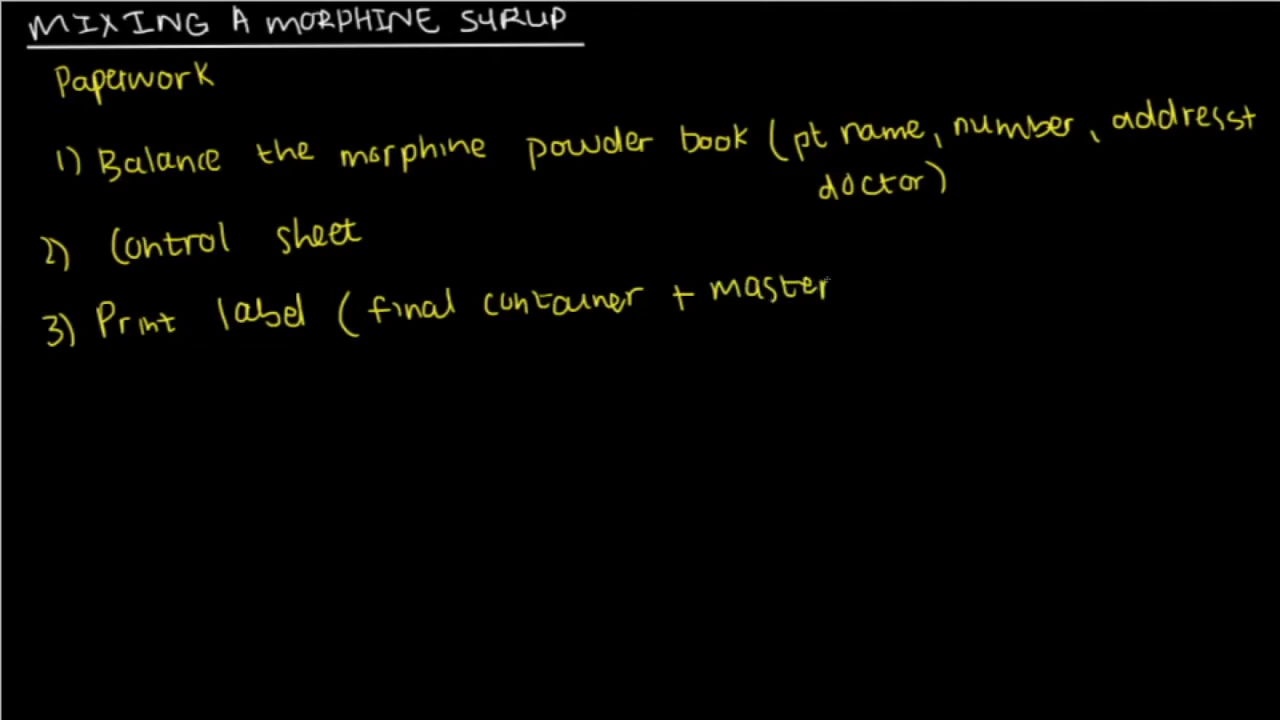 MIXING A MORPHINE SYRUP
Paperwork
1) Balance the morphine powder book (pt name, number, address+
doctor)
2) Control sheet
3) Print label (final container + master